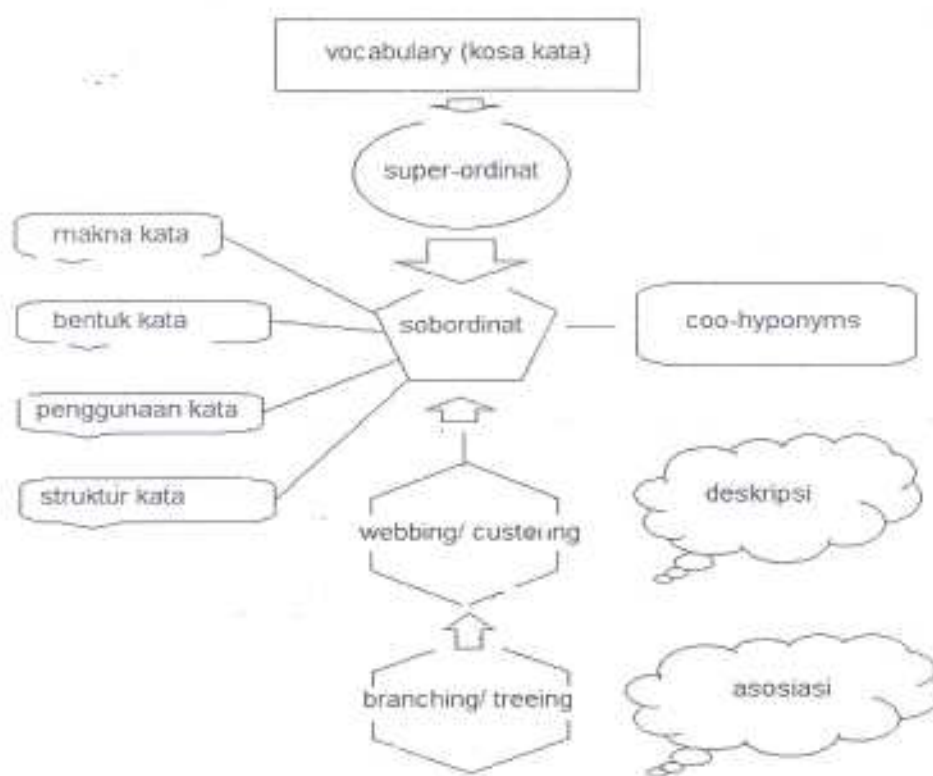 vocabulary (kosa kata)
super-ordinat
makna kata
bentuk kata
sobordinat
coo-hyponyms
penggunaan kata
struktur kata
deskripsi
webbing/ custering
branching/ treeing
asosiasi